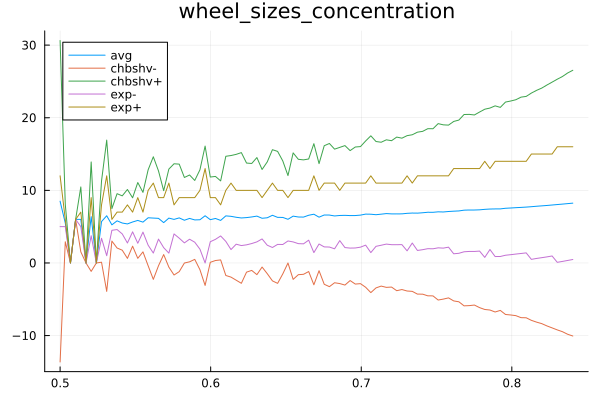 wheel_sizes_concentration
30
20
10
0
−10
avg
chbshv-
chbshv+
exp-
exp+
0.5
0.6
0.7
0.8